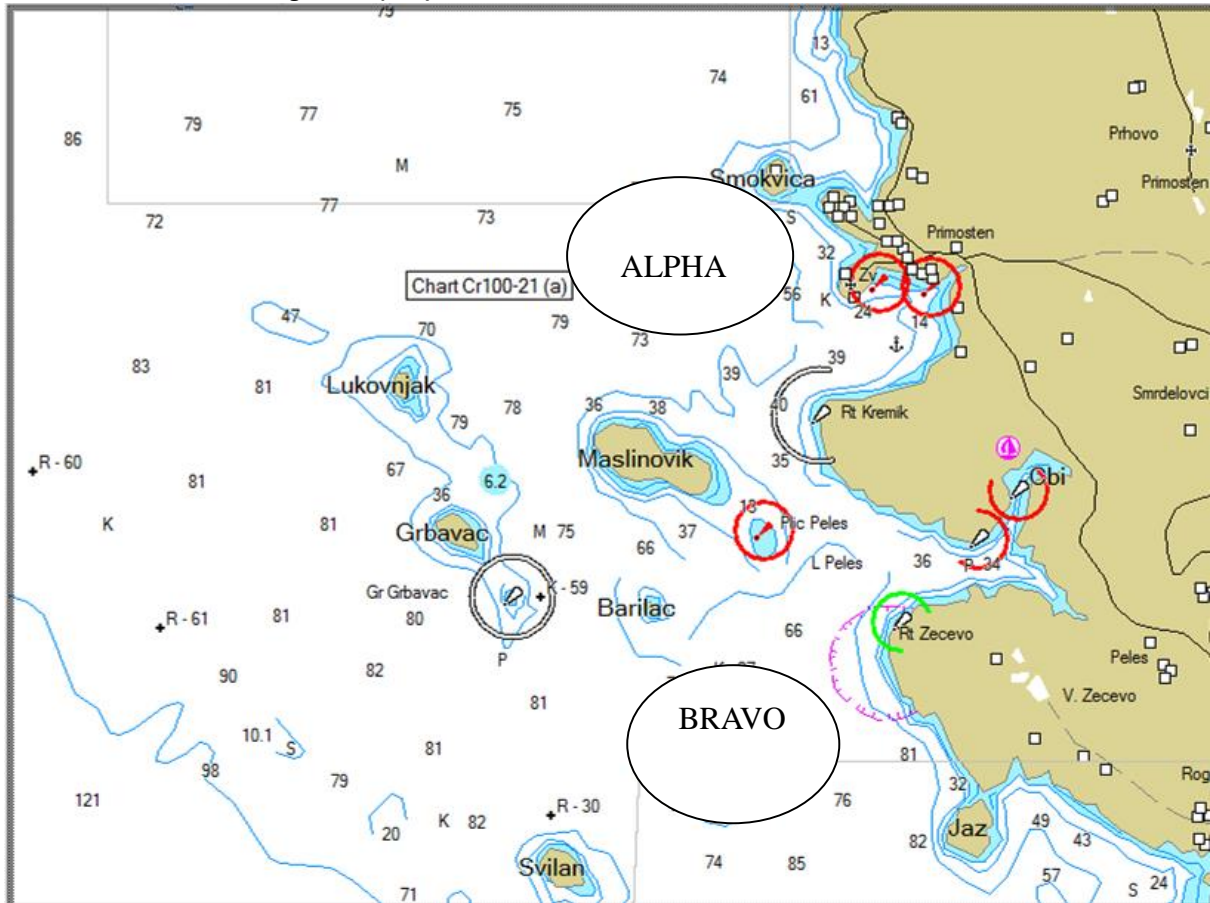 79
13
74
61
75
77
79
86
Prhovo
M
Smokvica
Primosten
77
72
73
S
Primosten
32
ALPHA
Zv
Chart Cr100-21 (a)
56
K
24
14
47
70
79
73
83
81
Lukovnjak
39
39
Smrdelovci
79
78
36
38
40
Rt Kremik
R - 60
67
Maslinovik
35
81
6.2
Obi
36
K
81
Grbavac
M 75
37
18
Plic Peles
66
L Peles
36
P 34
Gr Grbavac
K - 59
Barilac
R - 61
81
80
66
Rt Zecevo
P
Peles
90
82
V. Zecevo
81
BRAVO
10.1
S
81
81
98
79
32
Rog
121
R - 30
76
20
K 82
82
Jaz
49
43
Svilan
74
85
57
71
S
24